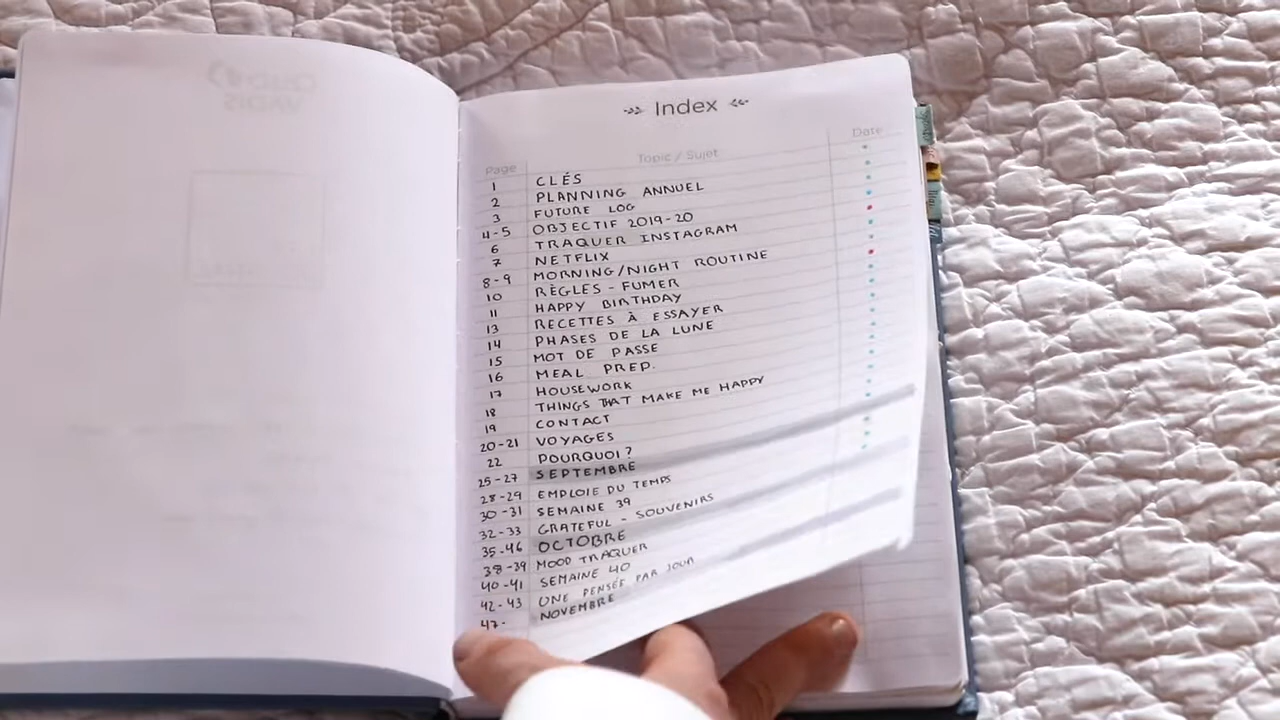 Index
Page Topic / Sujet Date
1 CLÉS
2 PLANNING ANNUEL
3 FUTURE LOG
4-5 OBJECTIF 2019-20
6 TRAQUER INSTAGRAM
7 NETFLIX
8-9 MORNING/NIGHT ROUTINE
10 RÈGLES - FUMER
11 HAPPY BIRTHDAY
13 RECETTES À ESSAYER
14 PHASES DE LA LUNE
15 MOT DE PASSE
16 MEAL PREP.
17 HOUSEWORK
18 THINGS THAT MAKE ME HAPPY
19 CONTACT
20-21 VOYAGES
22 POURQUOI ?
25-27 SEPTEMBRE
28-29 EMPLOIE DU TEMPS
30-31 SEMAINE 39
32-33 GRATEFUL - SOUVENIRS
35-46 OCTOBRE
38-39 MOOD TRAQUER
40-41 SEMAINE 40
42-43 UNE PENSÉE PAR JOUR
47- NOVEMBRE